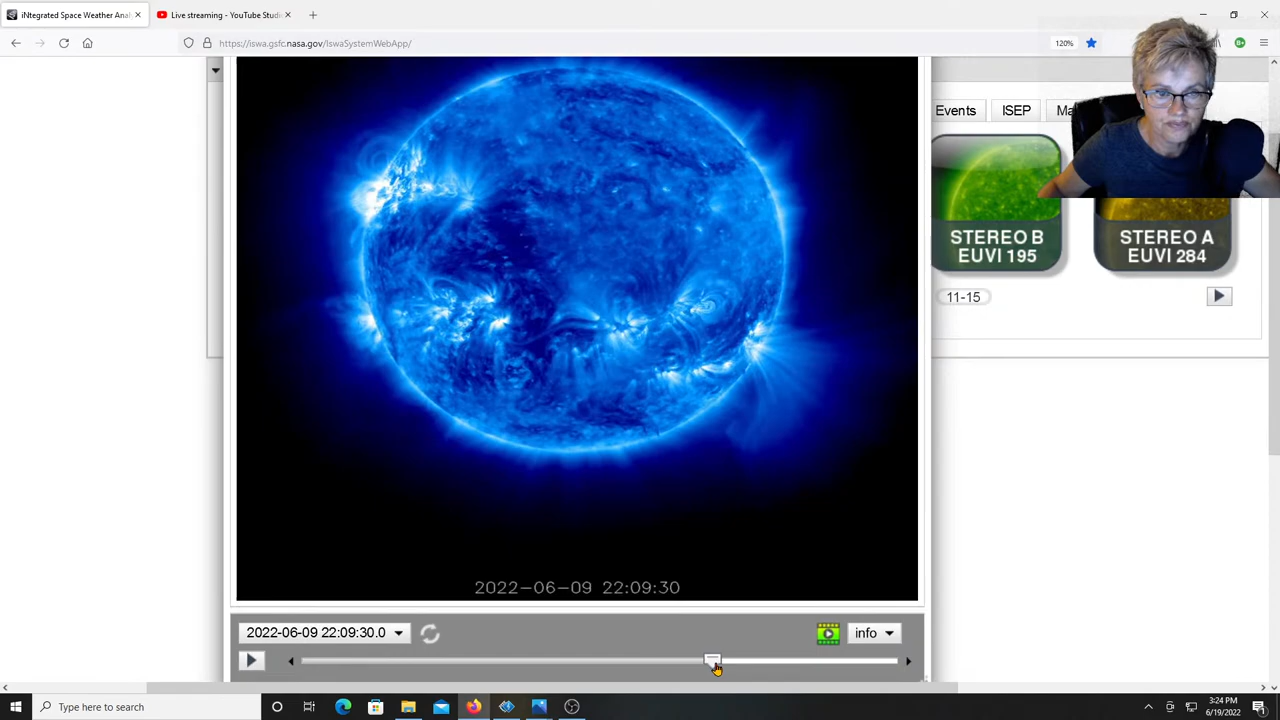 iNtegrated Space Weather Anal
Live streaming - YouTube Studi
https://iswa.gsfc.nasa.gov/IswaSystemWebApp/
120%
Events
ISEP
STEREO B
EUVI 195
STEREO A
EUVI 284
11-15
2022-06-09 22:09:30
2022-06-09 22:09:30.0
info
Type here to search
3:24 PM
6/19/2022